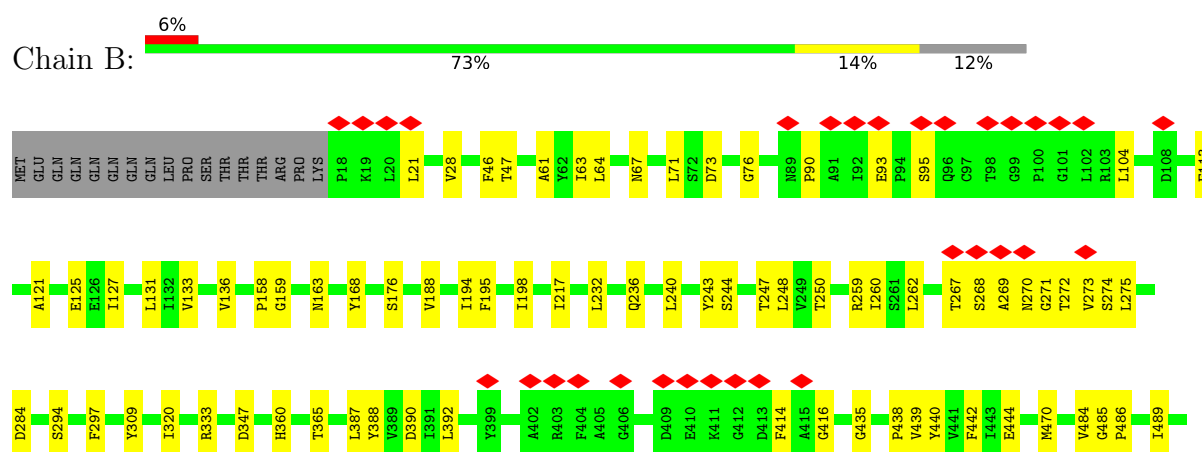 6%
Chain B:
73% 14% 12%
MET GLU GLN GLN GLN GLN GLN GLN LEU PRO SER THR THR THR ARG PRO LYS P18 K19 L20 L21 V28 F46 T47 A61 Y62 I63 L64 N67 L71 S72 D73 G76 N89 P90 A91 I92 E93 P94 S95 Q96 C97 T98 G99 P100 G101 L102 R103 L104 D108
A121 E125 E126 I127 L131 I132 V133 V136 P158 G159 N163 Y168 S176 V188 I194 F195 I198 I217 L232 Q236 L240 Y243 S244 T247 L248 V249 T250 R259 I260 S261 L262 T267 S268 A269 N270 G271 T272 V273 S274 L275
D284 S294 F297 Y309 I320 R333 D347 H360 T365 L387 Y388 V389 D390 I391 L392 Y399 A402 R403 F404 A405 G406 D409 E410 K411 G412 D413 F414 A415 G416 G435 P438 V439 Y440 V441 F442 I443 E444 M470 V484 G485 P486 I489